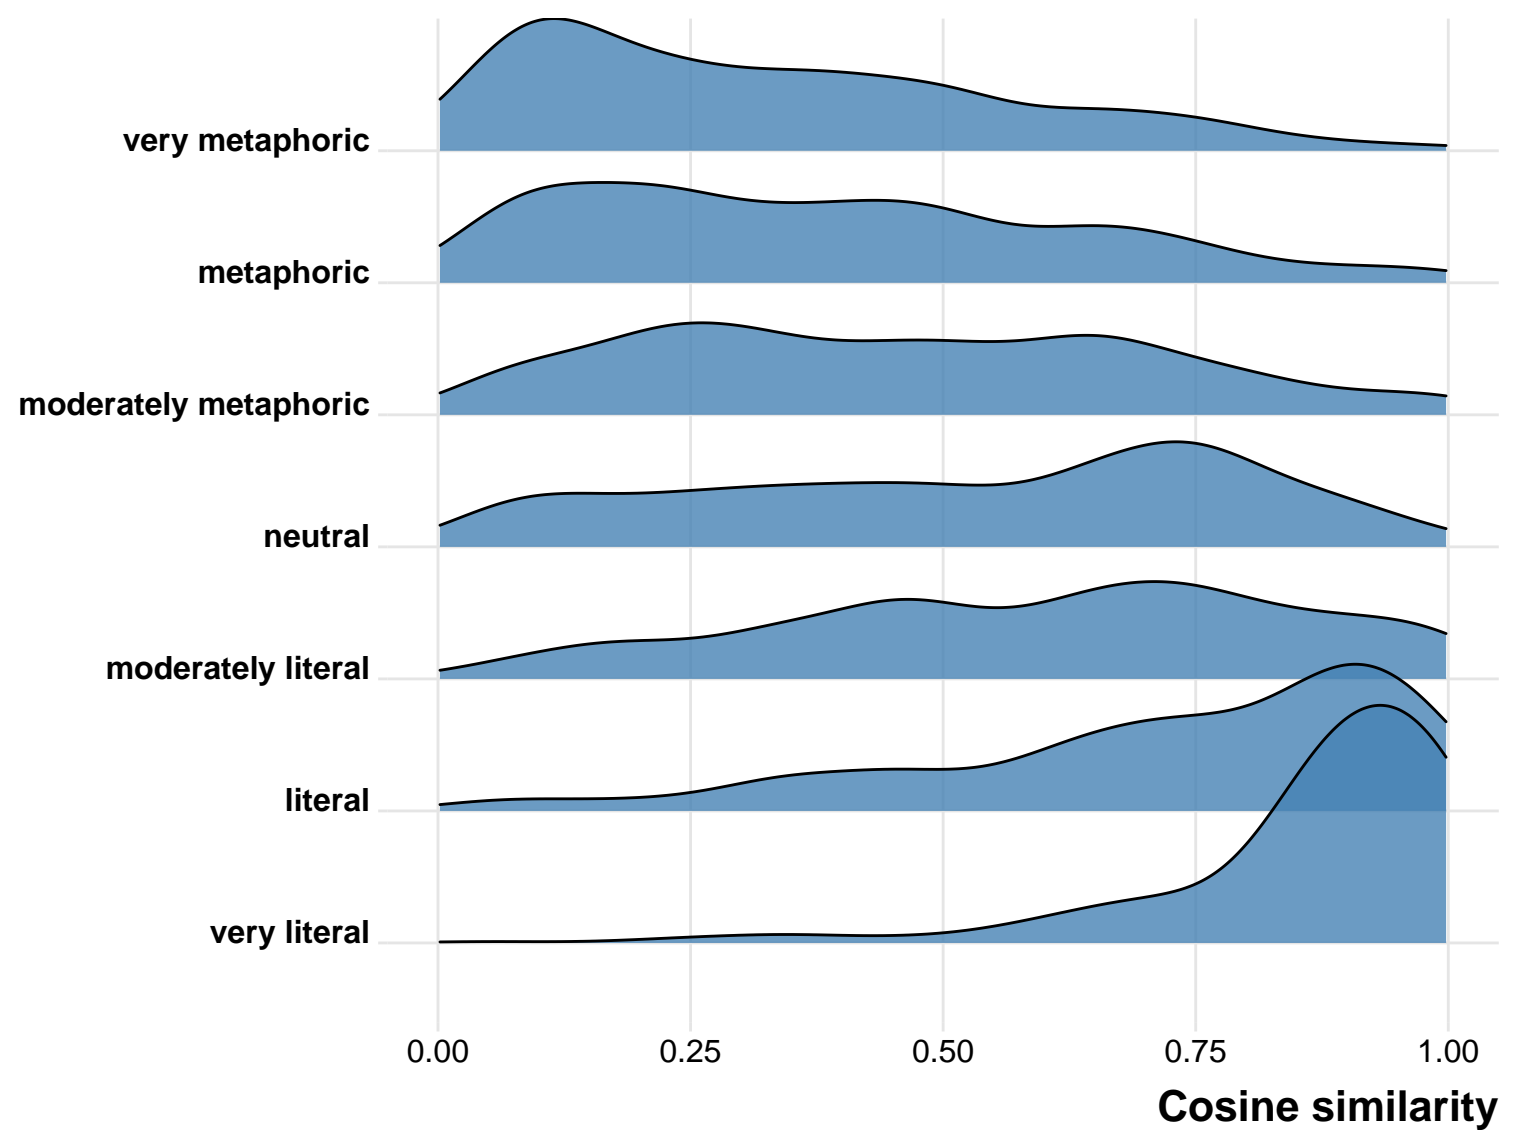 very metaphoric
metaphoric
moderately metaphoric
neutral
moderately literal
literal
very literal
0.00 0.25 0.50 0.75 1.00
Cosine similarity